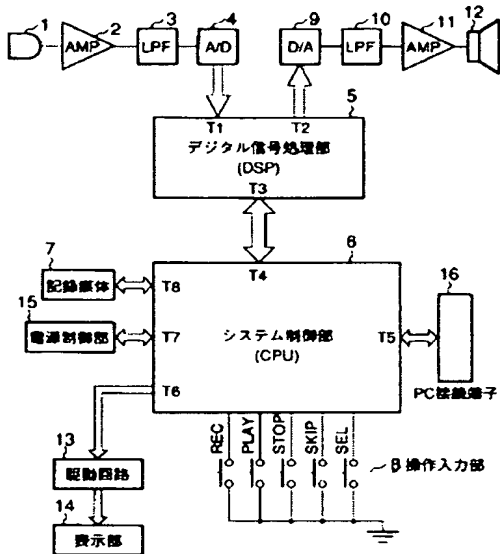 1
2
3
4
9
10
11
12
AMP
LPF
A/D
D/A
LPF
AMP
5
T1
T2
デジタル信号処理部
(DSP)
T3
6
7
T4
16
記録媒体
T8
15
電源制御部
T7
システム制御部
(CPU)
T5
T6
PC接続端子
REC
PLAY
STOP
SKIP
SEL
13
駆動回路
操作入力部
14
表示部